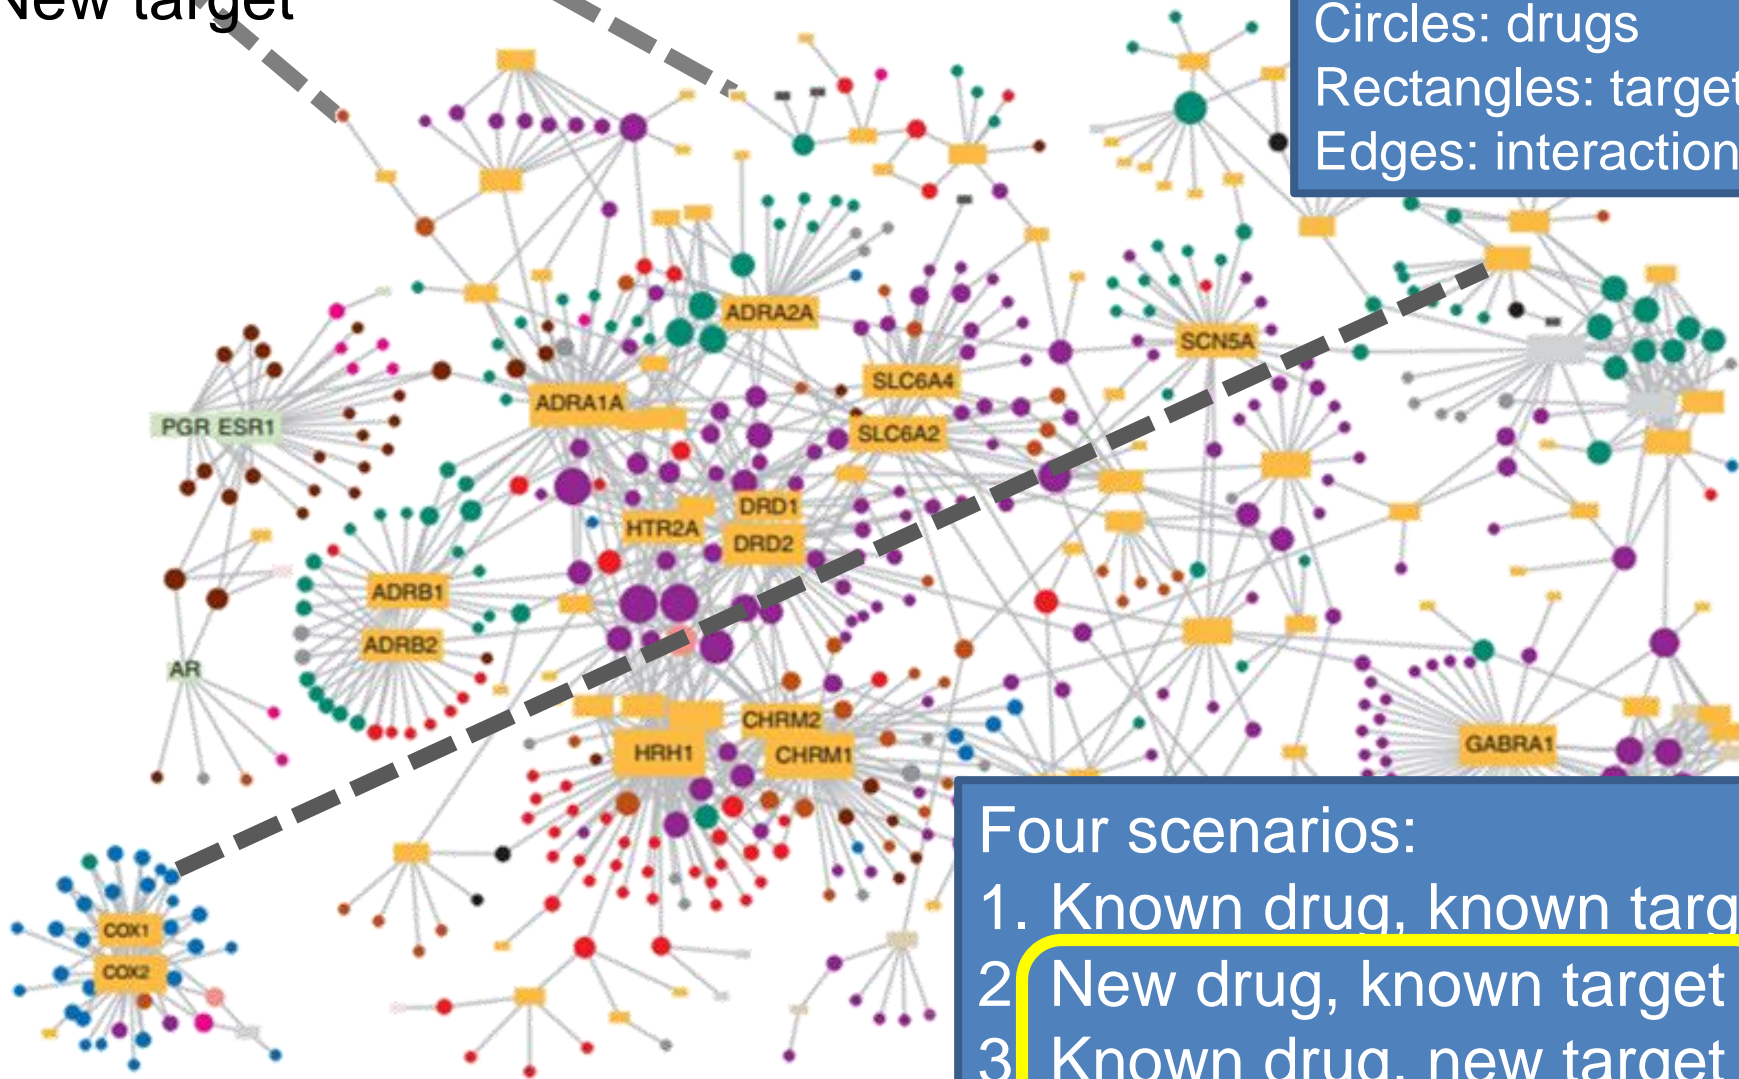 New target
Circles: drugs
Rectangles: target
Edges: interaction
ADRA2A
SCN5A
SLC6A4
ADRA1A
PGR ESR1
SLC6A2
DRD1
HTR2A
DRD2
ADRB1
ADRB2
AR
CHRM2
HRH1
CHRM1
GABRA1
COX1
COX2
Four scenarios:
1. Known drug, known targ
2 New drug, known target
3 Known drug, new target